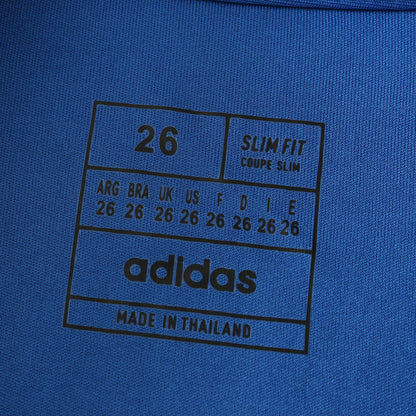 26
SLIM FIT
COUPE SLIM
ARG BRA UK US F D I E
26 26 26 26 26 26 26 26
adidas
MADE IN THAILAND